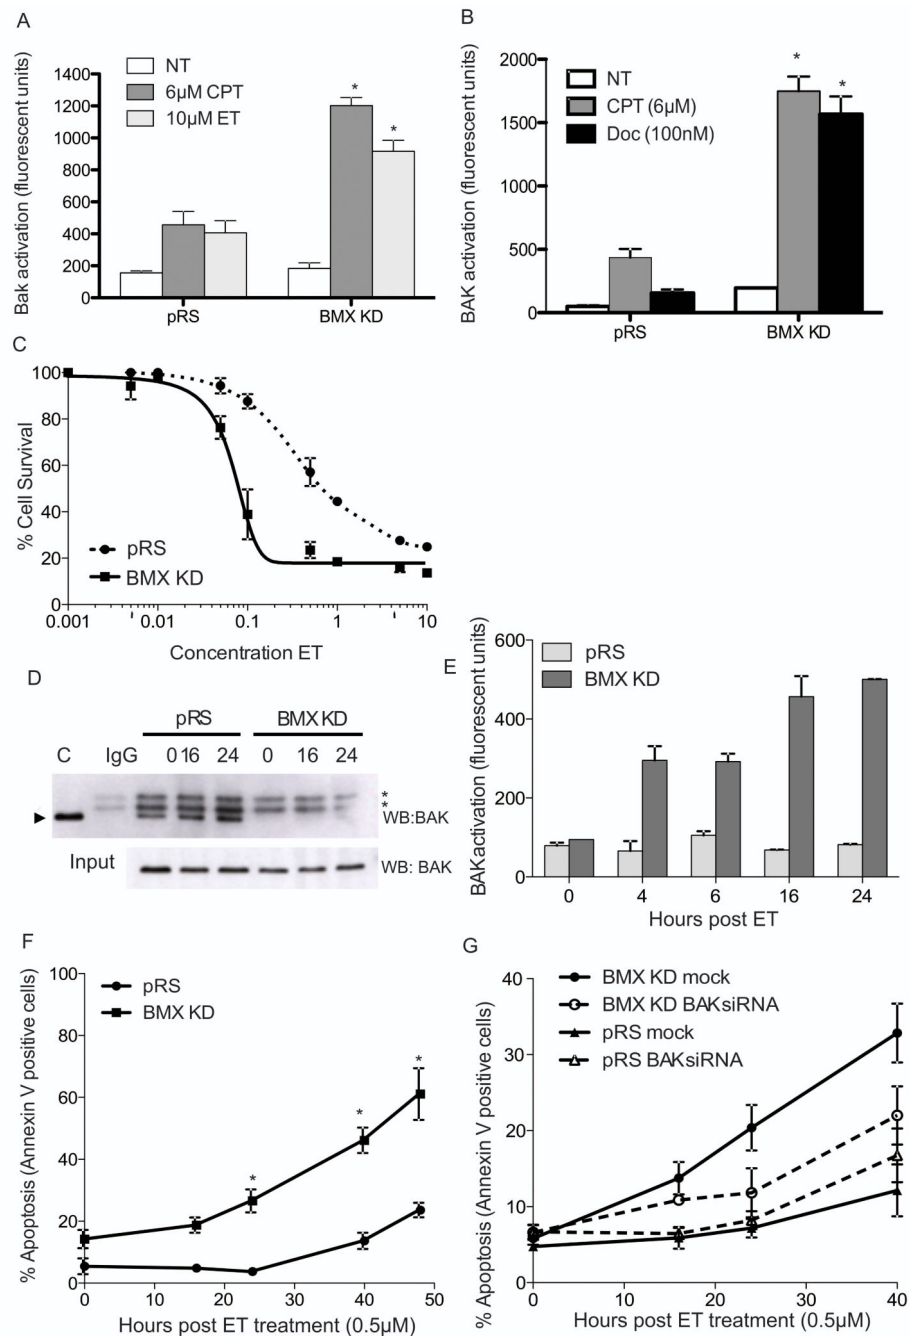 A
Bak activation (fluorescent units)
1400
1200
1000
800
600
400
200
0
NT
6µM CPT
10µM ET
*
*
pRS
BMX KD
B
BAK activation (fluorescent units)
2000
1500
1000
500
0
NT
CPT (6µM)
Doc (100nM)
*
*
pRS
BMX KD
C
% Cell Survival
100
80
60
40
20
0
pRS
BMX KD
0.001
0.01
0.1
1
10
Concentration ET
D
pRS
BMX KD
C IgG 0 16 24 0 16 24
*
*
WB:BAK
Input
WB: BAK
E
BAK activation (fluorescent units)
600
400
200
0
pRS
BMX KD
0 4 6 16 24
Hours post ET
F
% Apoptosis (Annexin V positive cells)
100
80
60
40
20
0
pRS
BMX KD
*
*
*
0 10 20 30 40 50
Hours post ET treatment (0.5µM)
G
% Apoptosis (Annexin V positive cells)
40
30
20
10
0
BMX KD mock
BMX KD BAKsiRNA
pRS mock
pRS BAKsiRNA
0 10 20 30 40
Hours post ET treatment (0.5µM)